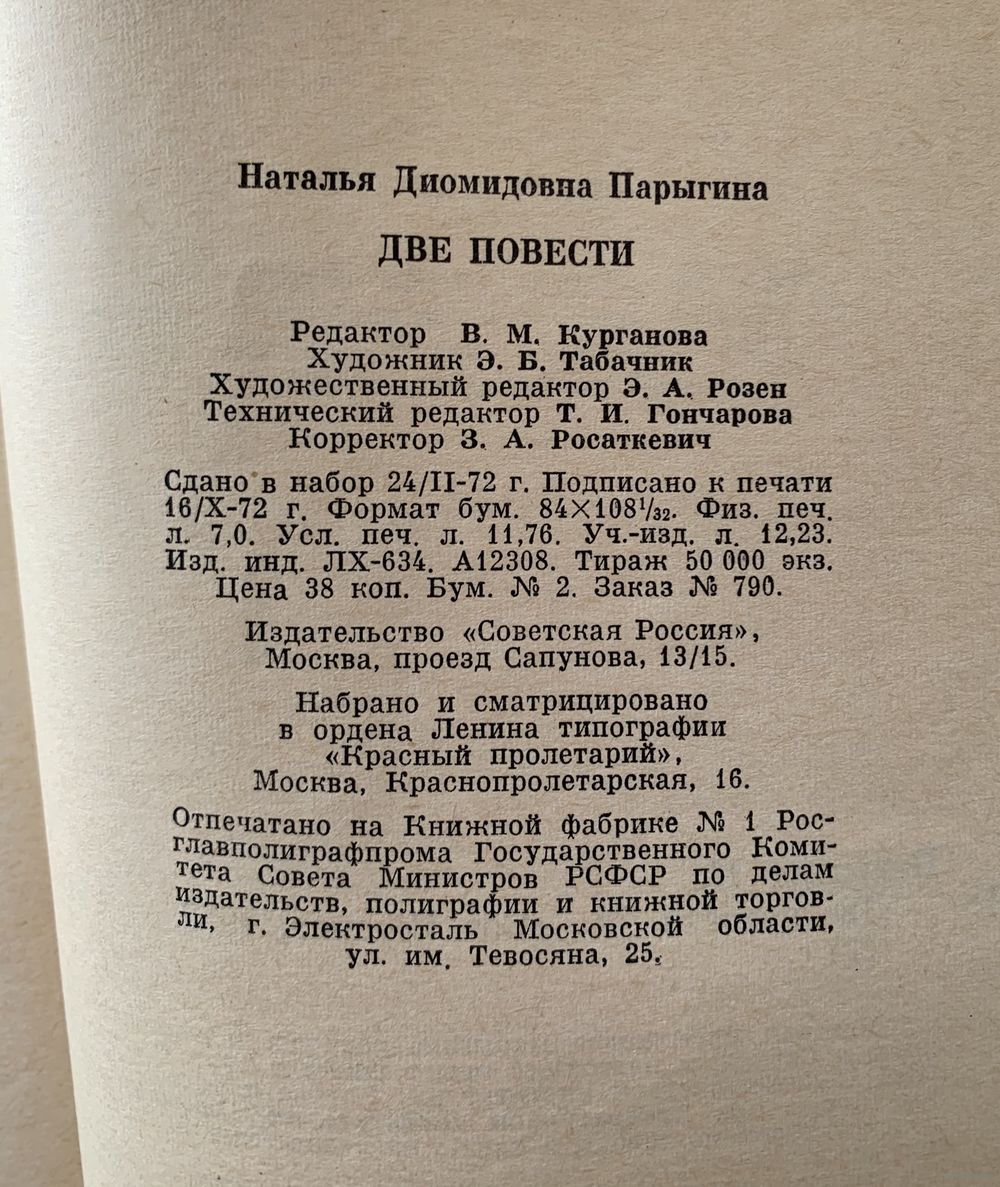 Наталья Диомидовна Парыгина
ДВЕ ПОВЕСТИ
Редактор В. М. Курганова
Художник Э. Б. Табачник
Художественный редактор Э. А. Розен
Технический редактор Т. И. Гончарова
Корректор З. А. Росаткевич
Сдано в набор 24/II-72 г. Подписано к печати
16/X-72 г. Формат бум. 84×108¹/₃₂. Физ. печ.
л. 7,0. Усл. печ. л. 11,76. Уч.-изд. л. 12,23.
Изд. инд. ЛХ-634. А12308. Тираж 50 000 экз.
Цена 38 коп. Бум. № 2. Заказ № 790.
Издательство «Советская Россия»,
Москва, проезд Сапунова, 13/15.
Набрано и сматрицировано
в ордена Ленина типографии
«Красный пролетарий»,
Москва, Краснопролетарская, 16.
Отпечатано на Книжной фабрике № 1 Рос-
главполиграфпрома Государственного Коми-
тета Совета Министров РСФСР по делам
издательств, полиграфии и книжной торгов-
ли, г. Электросталь Московской области,
ул. им. Тевосяна, 25.